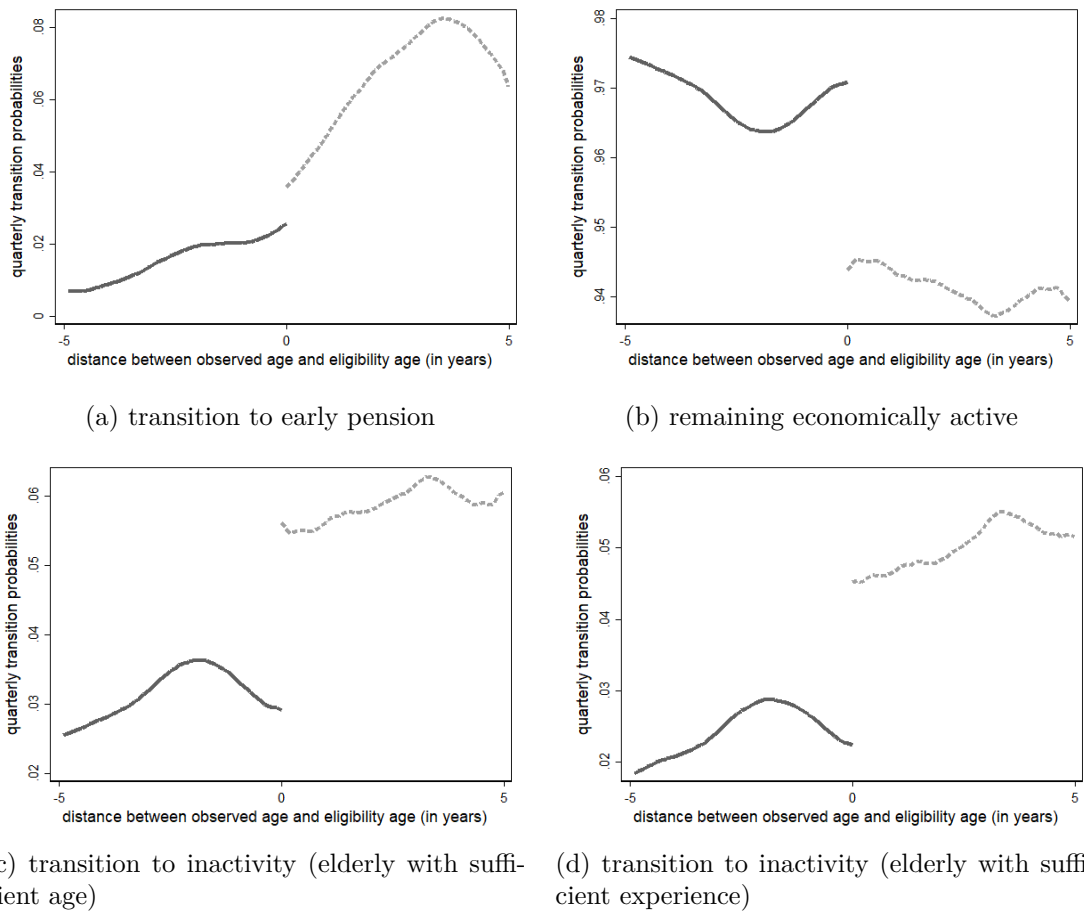 quarterly transition probabilities
.08
.06
.04
.02
0
-5
0
5
distance between observed age and eligibility age (in years)
(a) transition to early pension
quarterly transition probabilities
.98
.97
.96
.95
.94
-5
0
5
distance between observed age and eligibility age (in years)
(b) remaining economically active
quarterly transition probabilities
.06
.05
.04
.03
.02
-5
0
5
distance between observed age and eligibility age (in years)
c) transition to inactivity (elderly with suffi-
ient age)
quarterly transition probabilities
.06
.05
.04
.03
.02
-5
0
5
distance between observed age and eligibility age (in years)
(d) transition to inactivity (elderly with suffi
cient experience)